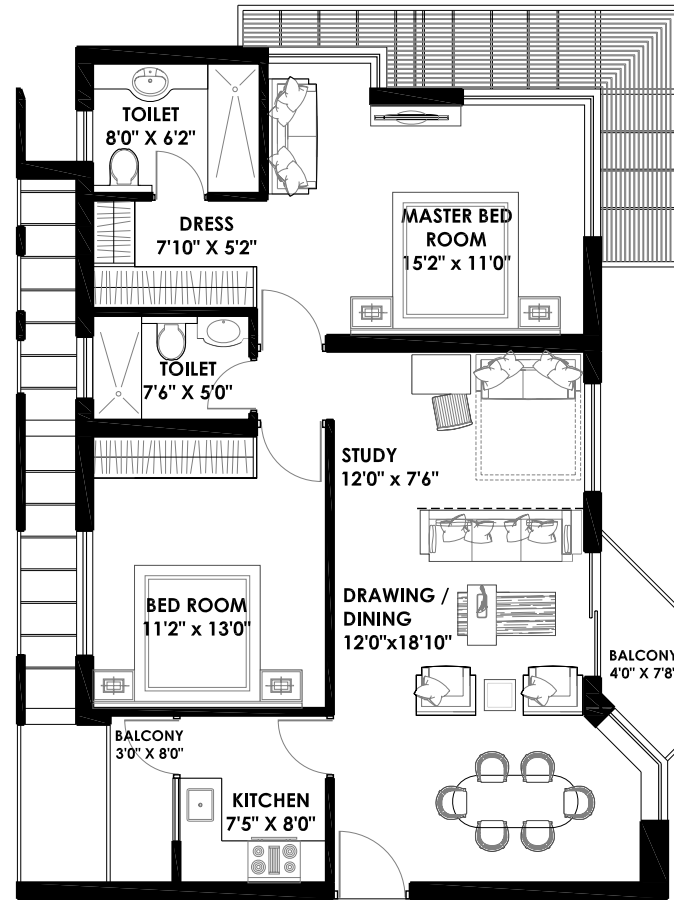 TOILET
8'0" X 6'2"
DRESS
7'10" X 5'2"
MASTER BED
ROOM
15'2" x 11'0"
TOILET
7'6" X 5'0"
STUDY
12'0" x 7'6"
BED ROOM
11'2" x 13'0"
DRAWING /
DINING
12'0"x18'10"
BALCONY
4'0" X 7'8"
BALCONY
3'0" X 8'0"
KITCHEN
7'5" X 8'0"